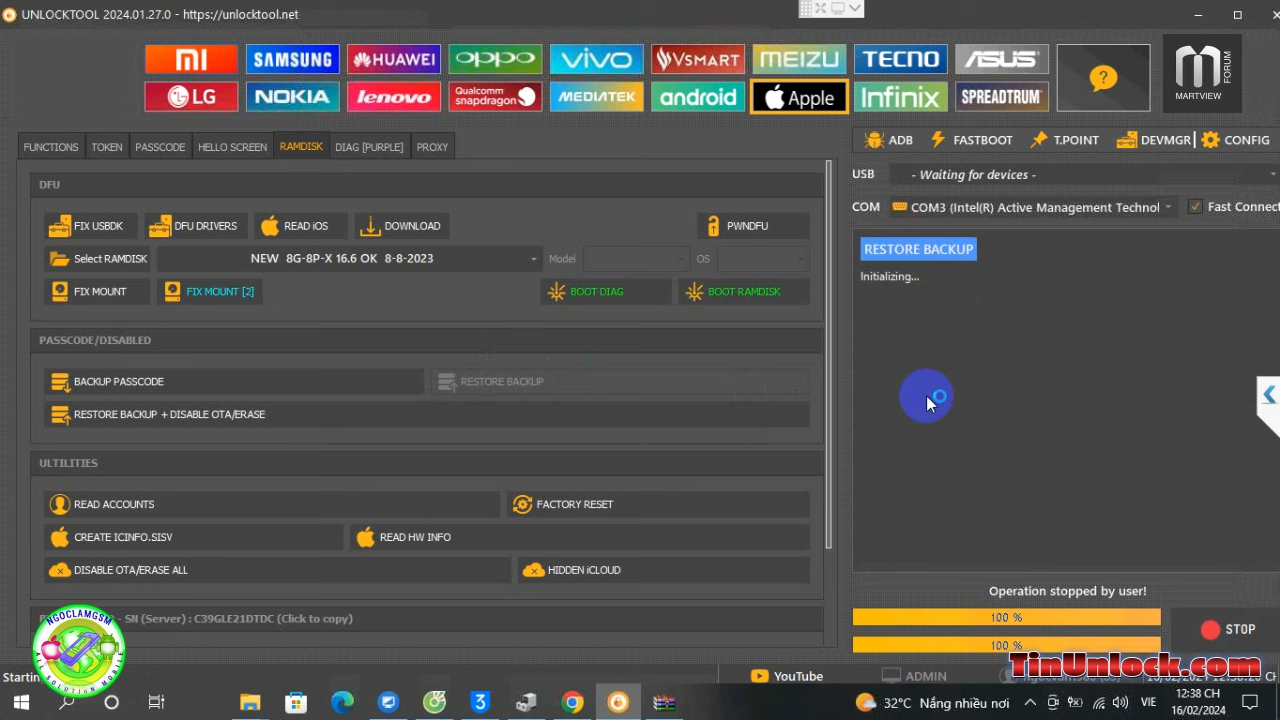 UNLOCKTOOL 2024.01.27.0 - https://unlocktool.net
SAMSUNG HUAWEI oppo vivo VSMART MEIZU TECNO ASUS
LG NOKIA lenovo Qualcomm snapdragon MEDIATEK android Apple Infinix SPREADTRUM
?
MARTVIEW
FORUM
FUNCTIONS TOKEN PASSCODE HELLO SCREEN RAMDISK DIAG [PURPLE] PROXY
ADB FASTBOOT T.POINT DEVMGR CONFIG
USB - Waiting for devices -
COM COM3 (Intel(R) Active Management Technol Fast Connect
DFU
FIX USBDK DFU DRIVERS READ iOS DOWNLOAD PWNDFU
Select RAMDISK NEW 8G-8P-X 16.6 OK 8-8-2023 Model OS
FIX MOUNT FIX MOUNT [2] BOOT DIAG BOOT RAMDISK
RESTORE BACKUP
Initializing...
PASSCODE/DISABLED
BACKUP PASSCODE RESTORE BACKUP
RESTORE BACKUP + DISABLE OTA/ERASE
ULTILITIES
READ ACCOUNTS FACTORY RESET
CREATE ICINFO.SISV READ HW INFO
DISABLE OTA/ERASE ALL HIDDEN iCLOUD
SN (Server) : C39GLE21DTDC (Click to copy)
Operation stopped by user!
100 %
100 %
STOP
NGOCLAMGSM
TinUnlock.com
YouTube ADMIN
32°C Nắng nhiều nơi VIE 12:38 CH
16/02/2024